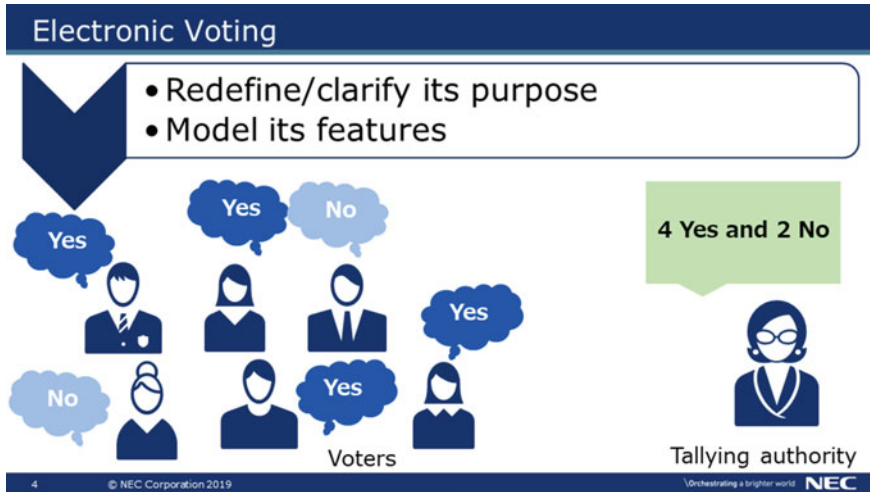 Electronic Voting
•Redefine/clarify its purpose
•Model its features
Yes
Yes
No
Yes
No
Yes
4 Yes and 2 No
Voters
Tallying authority
4 © NEC Corporation 2019 \Orchestrating a brighter world NEC